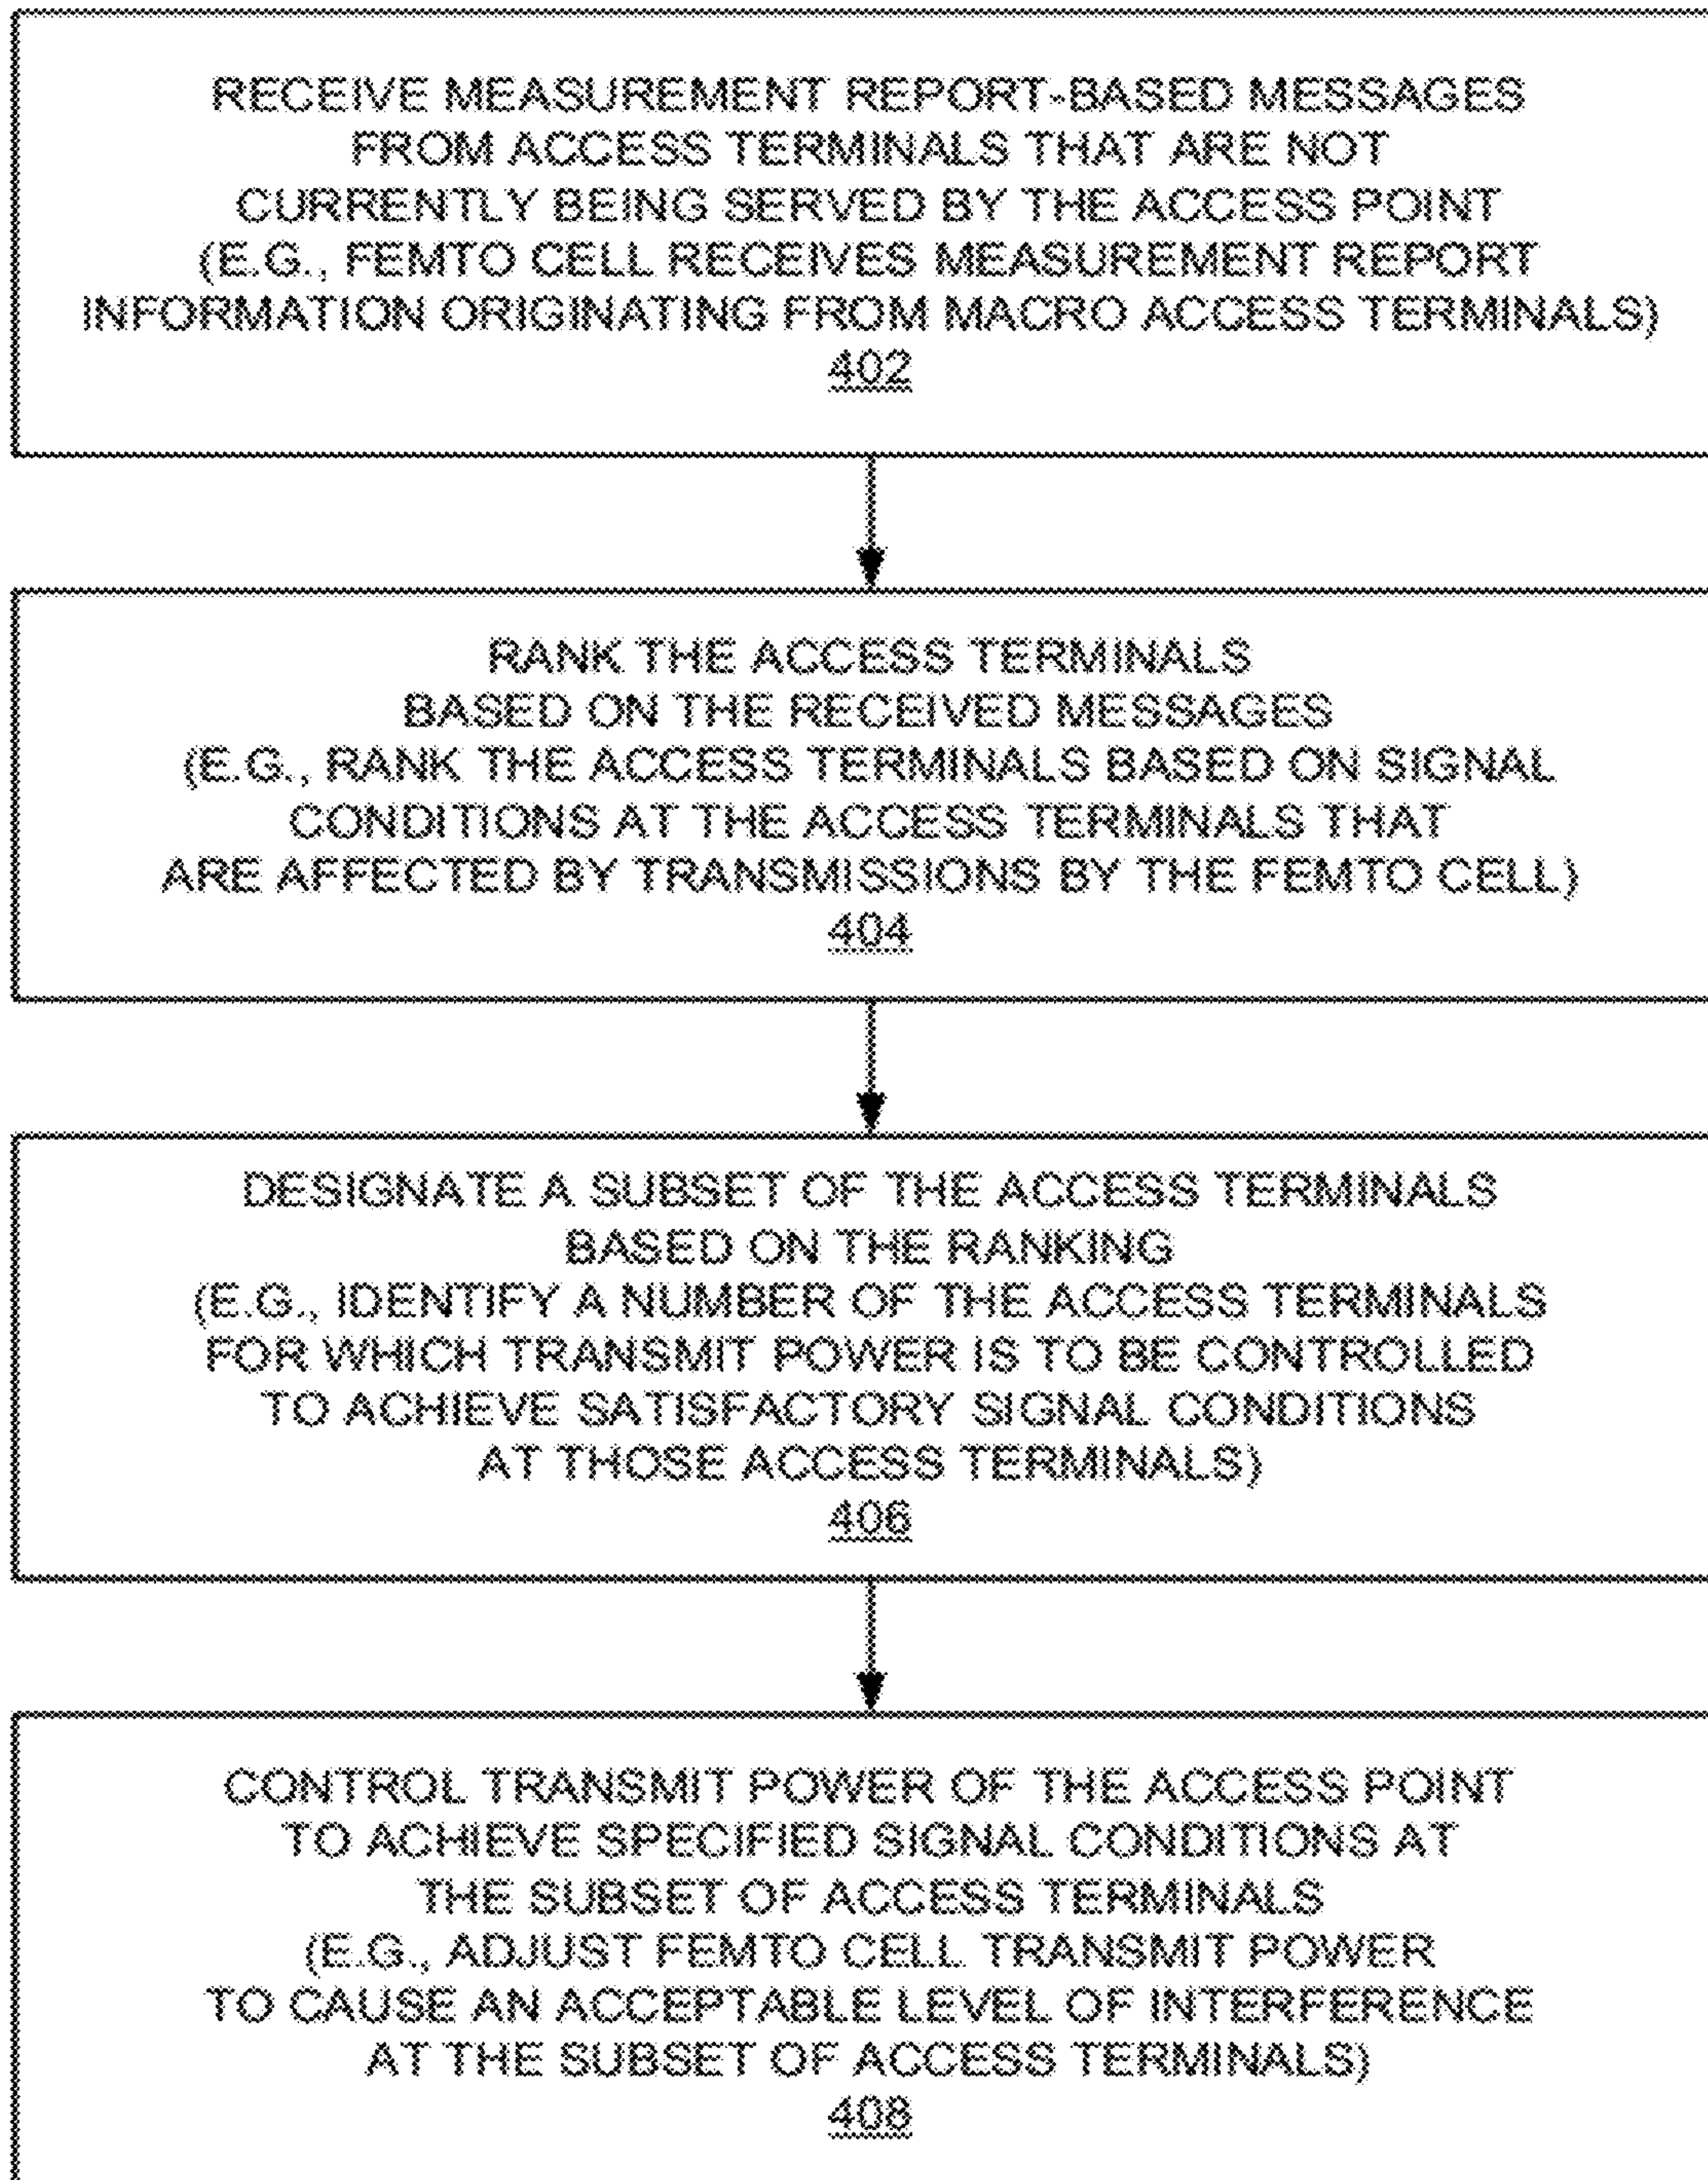 RECEIVE MEASUREMENT REPORT-BASED MESSAGES
FROM ACCESS TERMINALS THAT ARE NOT
CURRENTLY BEING SERVED BY THE ACCESS POINT
(E.G., FEMTO CELL RECEIVES MEASUREMENT REPORT
INFORMATION ORIGINATING FROM MACRO ACCESS TERMINALS)
402
RANK THE ACCESS TERMINALS
BASED ON THE RECEIVED MESSAGES
(E.G., RANK THE ACCESS TERMINALS BASED ON SIGNAL
CONDITIONS AT THE ACCESS TERMINALS THAT
ARE AFFECTED BY TRANSMISSIONS BY THE FEMTO CELL)
404
DESIGNATE A SUBSET OF THE ACCESS TERMINALS
BASED ON THE RANKING
(E.G., IDENTIFY A NUMBER OF THE ACCESS TERMINALS
FOR WHICH TRANSMIT POWER IS TO BE CONTROLLED
TO ACHIEVE SATISFACTORY SIGNAL CONDITIONS
AT THOSE ACCESS TERMINALS)
406
CONTROL TRANSMIT POWER OF THE ACCESS POINT
TO ACHIEVE SPECIFIED SIGNAL CONDITIONS AT
THE SUBSET OF ACCESS TERMINALS
(E.G., ADJUST FEMTO CELL TRANSMIT POWER
TO CAUSE AN ACCEPTABLE LEVEL OF INTERFERENCE
AT THE SUBSET OF ACCESS TERMINALS)
408